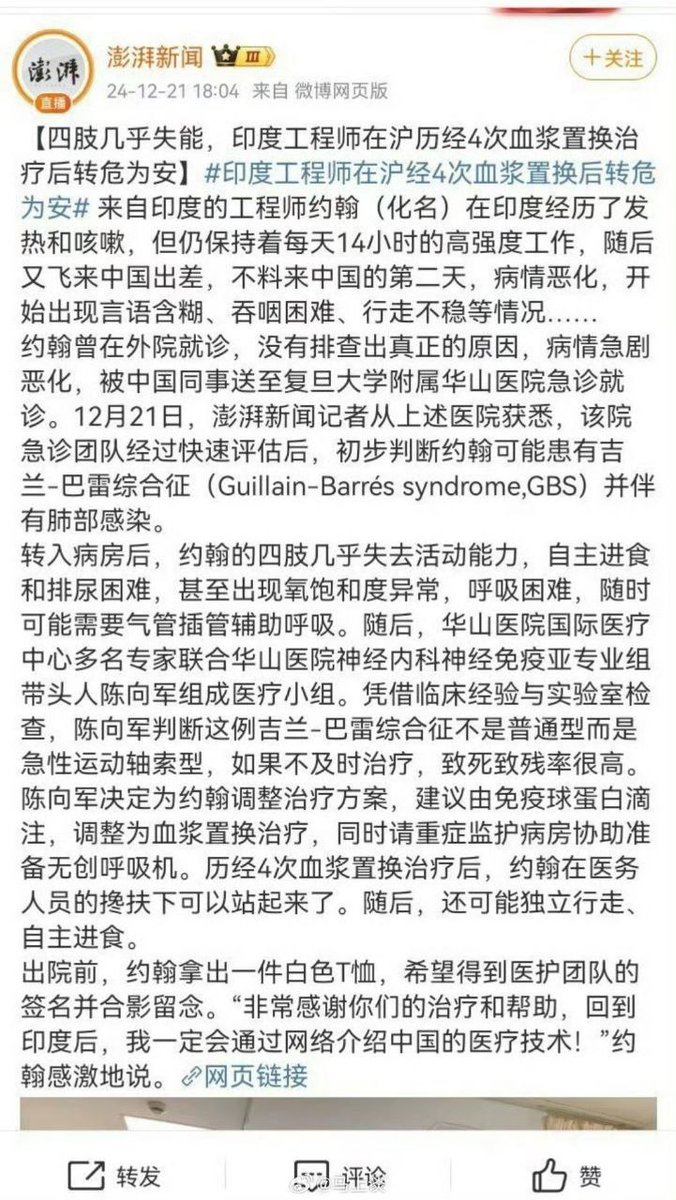 澎湃
直播
澎湃新闻 III
+关注
24-12-21 18:04 来自 微博网页版
【四肢几乎失能，印度工程师在沪历经4次血浆置换治
疗后转危为安】#印度工程师在沪经4次血浆置换后转危
为安# 来自印度的工程师约翰（化名）在印度经历了发
热和咳嗽，但仍保持着每天14小时的高强度工作，随后
又飞来中国出差，不料来中国的第二天，病情恶化，开
始出现言语含糊、吞咽困难、行走不稳等情况……
约翰曾在外院就诊，没有排查出真正的原因，病情急剧
恶化，被中国同事送至复旦大学附属华山医院急诊就
诊。12月21日，澎湃新闻记者从上述医院获悉，该院
急诊团队经过快速评估后，初步判断约翰可能患有吉
兰-巴雷综合征（Guillain-Barrés syndrome,GBS）并伴
有肺部感染。
转入病房后，约翰的四肢几乎失去活动能力，自主进食
和排尿困难，甚至出现氧饱和度异常，呼吸困难，随时
可能需要气管插管辅助呼吸。随后，华山医院国际医疗
中心多名专家联合华山医院神经内科神经免疫亚专业组
带头人陈向军组成医疗小组。凭借临床经验与实验室检
查，陈向军判断这例吉兰-巴雷综合征不是普通型而是
急性运动轴索型，如果不及时治疗，致死致残率很高。
陈向军决定为约翰调整治疗方案，建议由免疫球蛋白滴
注，调整为血浆置换治疗，同时请重症监护病房协助准
备无创呼吸机。历经4次血浆置换治疗后，约翰在医务
人员的搀扶下可以站起来了。随后，还可能独立行走、
自主进食。
出院前，约翰拿出一件白色T恤，希望得到医护团队的
签名并合影留念。“非常感谢你们的治疗和帮助，回到
印度后，我一定会通过网络介绍中国的医疗技术！”约
翰感激地说。网页链接
转发 评论 赞